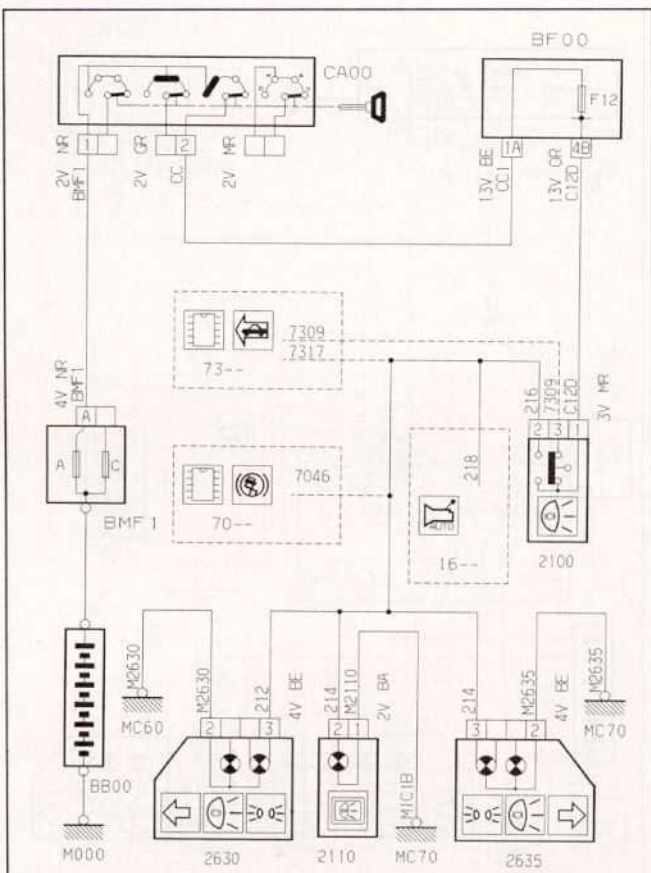 BF00
CA00
F12
1
2
1A
4B
2V NR
BMF1
2V GR
CC
2V MR
13V BE
CC1
13V OR
C12D
7309
7317
73--
4V NR
BMF1
A
A
C
BMF1
7046
70--
218
AUTO
16--
216
7309
C12D
3V MR
2
3
1
2100
M2630
MC60
M2630
212
4V BE
2
3
2630
214
M2110
2V BA
2
1
2110
M1C1B
MC70
214
M2635
4V BE
3
2
2635
M2635
MC70
BB00
M000